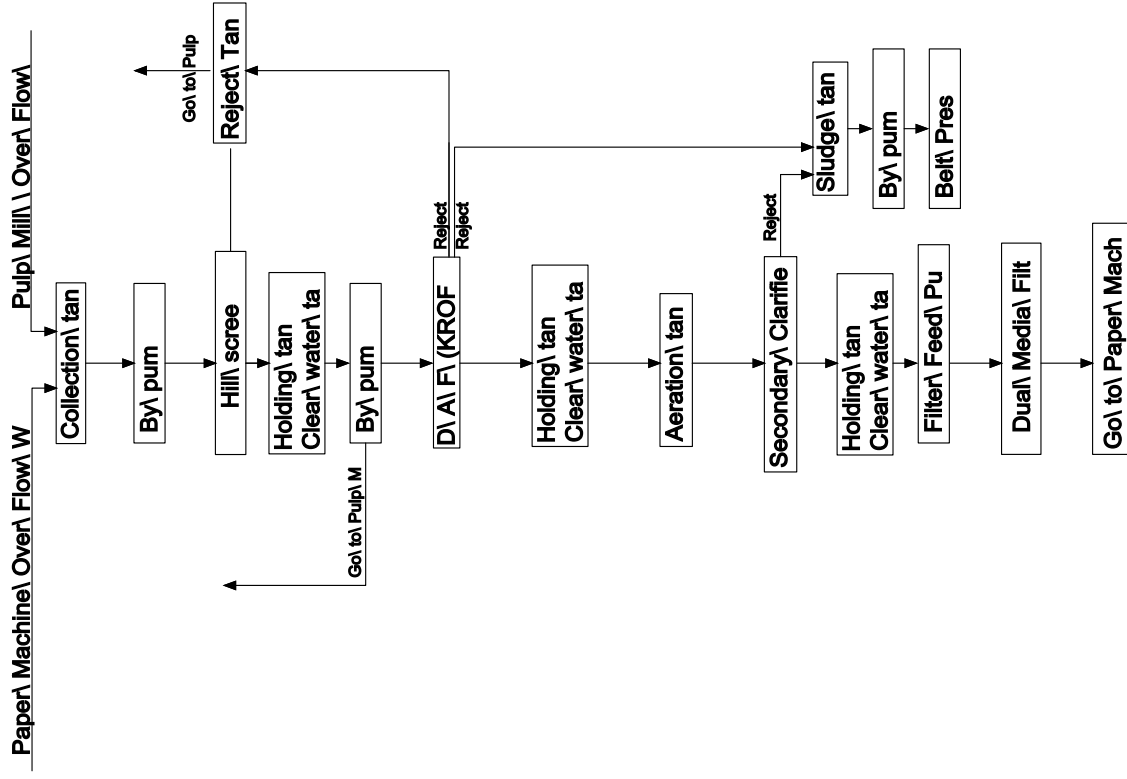 Paper\ Machine\ Over\ Flow\ W
Pulp\ Mill\ \ Over\ Flow\
Collection\ tan
By\ pum
Hill\ scree
Reject\ Tan
Go\ to\ Pulp
Holding\ tan
Clear\ water\ ta
By\ pum
Go\ to\ Pulp\ M
D\ A\ F\ (KROF
Reject
Reject
Holding\ tan
Clear\ water\ ta
Aeration\ tan
Secondary\ Clarifie
Reject
Sludge\ tan
By\ pum
Belt\ Pres
Holding\ tan
Clear\ water\ ta
Filter\ Feed\ Pu
Dual\ Media\ Filt
Go\ to\ Paper\ Mach